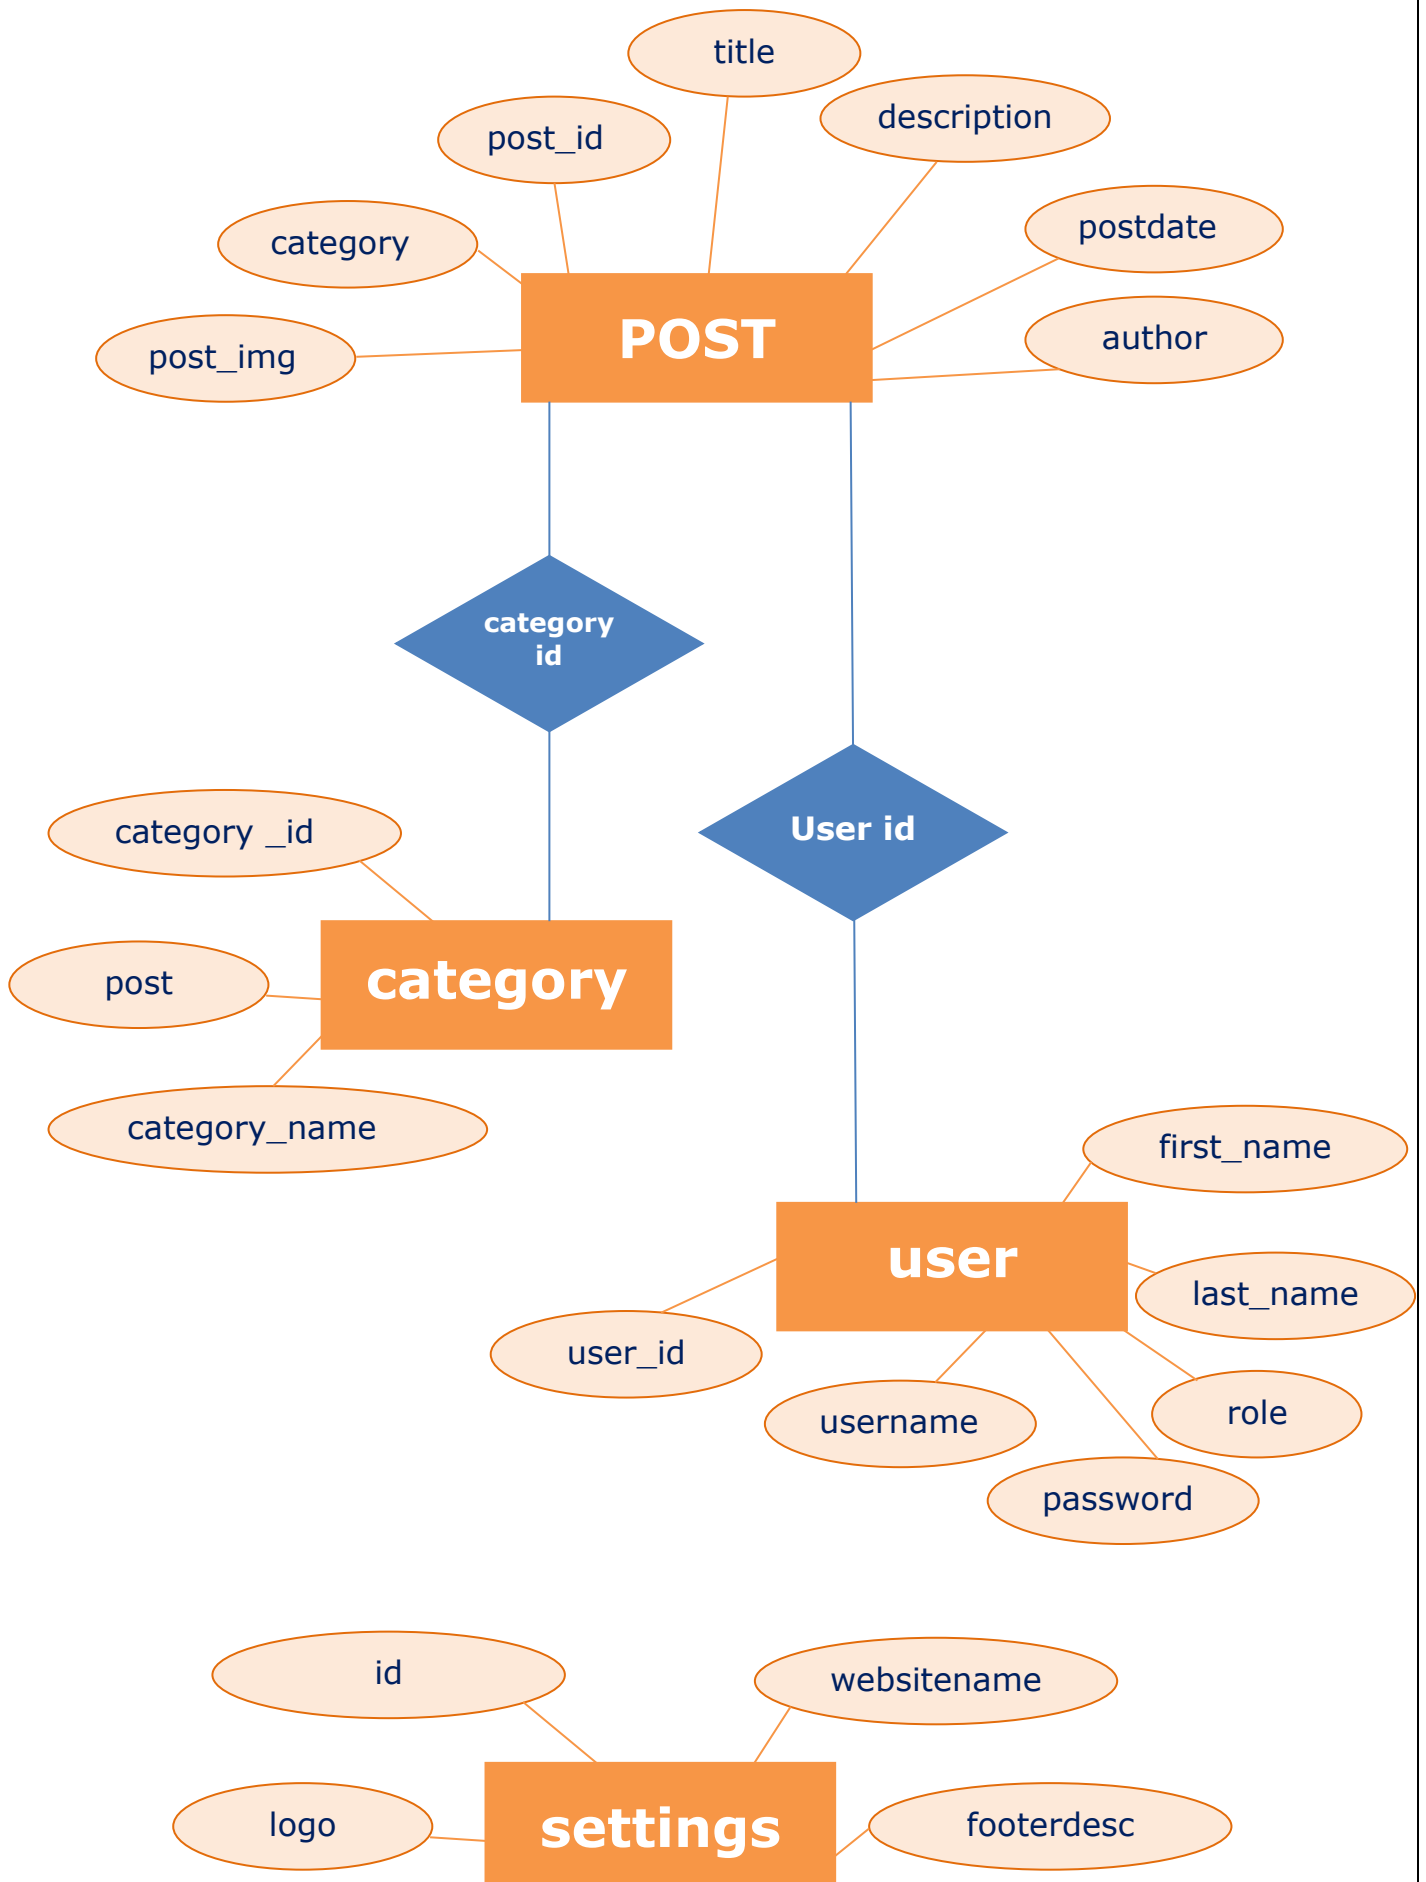 title
description
post_id
postdate
category
author
POST
post_img
category
id
category _id
User id
post
category
category_name
first_name
user
last_name
user_id
role
username
password
id
websitename
logo
settings
footerdesc